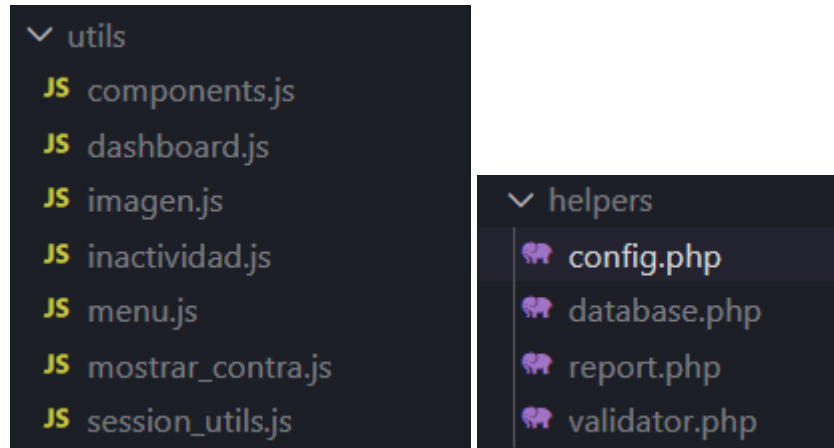 utils
JS components.js
JS dashboard.js
JS imagen.js
JS inactividad.js
JS menu.js
JS mostrar_contra.js
JS session_utils.js
helpers
config.php
database.php
report.php
validator.php